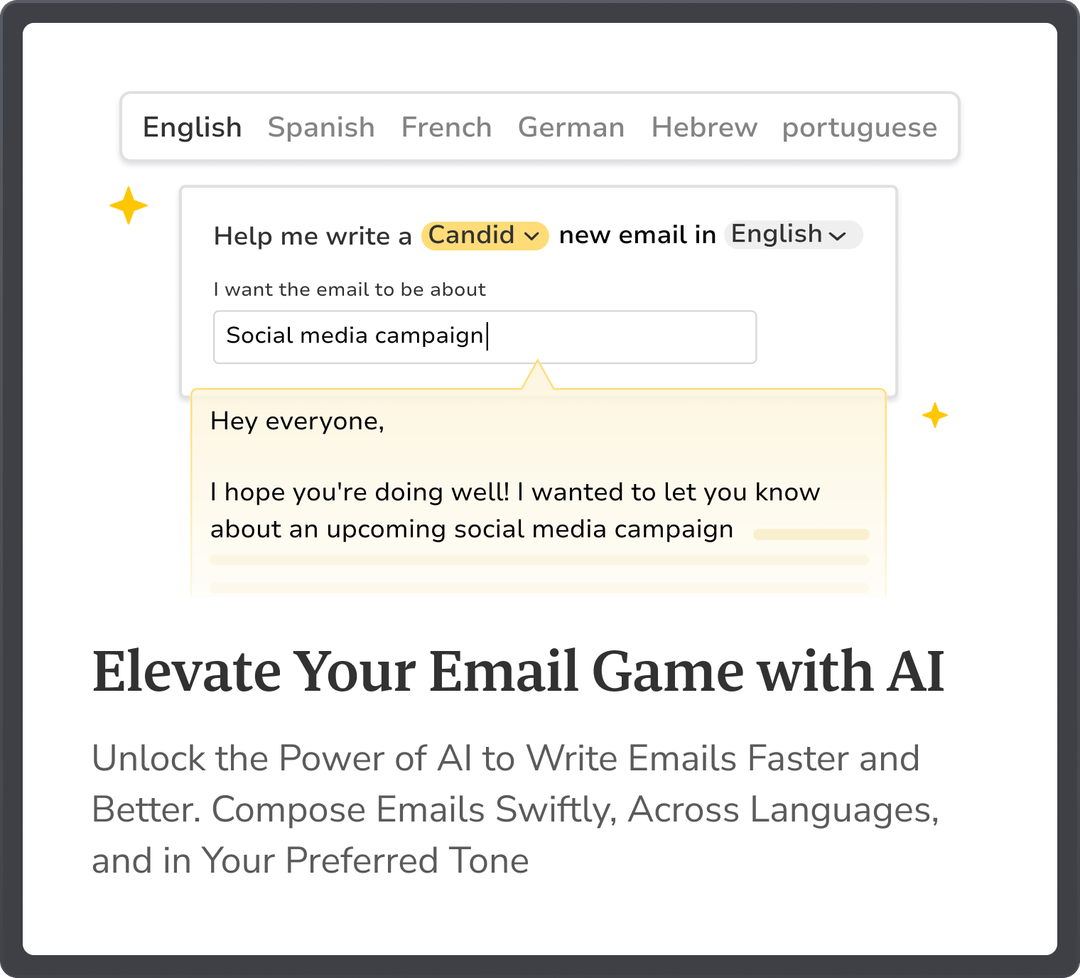 English Spanish French German Hebrew portuguese
Help me write a Candid new email in English
I want the email to be about
Social media campaign
Hey everyone,
I hope you're doing well! I wanted to let you know
about an upcoming social media campaign
Elevate Your Email Game with AI
Unlock the Power of AI to Write Emails Faster and
Better. Compose Emails Swiftly, Across Languages,
and in Your Preferred Tone